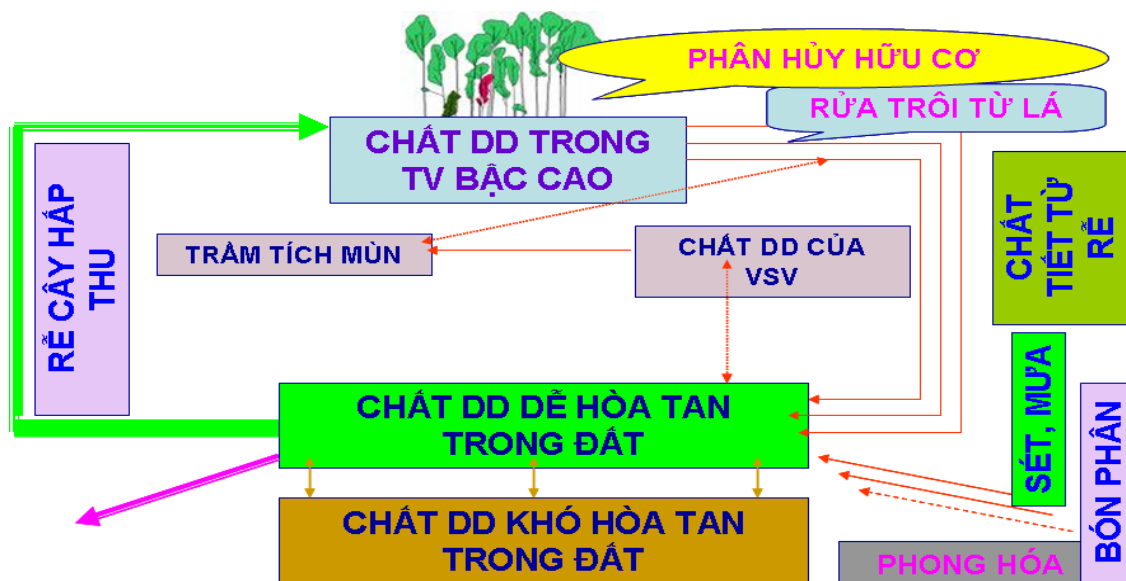 PHÂN HỦY HỮU CƠ
RỬA TRÔI TỪ LÁ
CHẤT DD TRONG
TV BẬC CAO
RỄ CÂY HẤP
THU
TRẦM TÍCH MÙN
CHẤT DD CỦA
VSV
CHẤT
TIẾT TỪ
RỄ
CHẤT DD DỄ HÒA TAN
TRONG ĐẤT
SÉT, MƯA
BÓN PHÂN
CHẤT DD KHÓ HÒA TAN
TRONG ĐẤT
PHONG HÓA